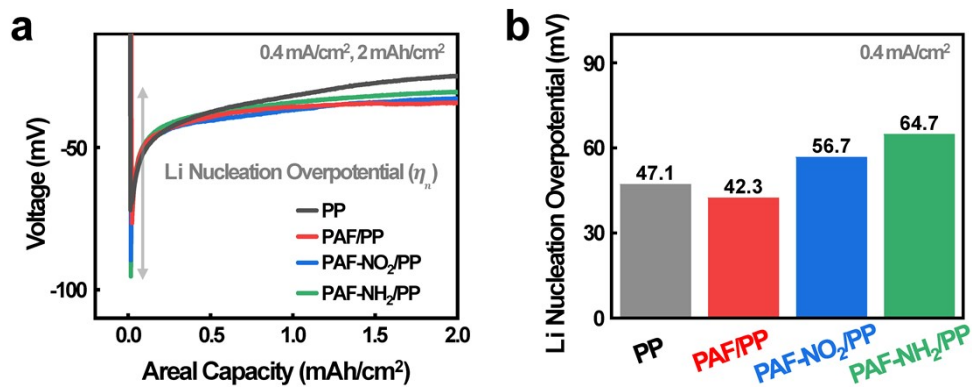 a
0.4 mA/cm², 2 mAh/cm²
Voltage (mV)
-50
-100
Li Nucleation Overpotential (ηₙ)
PP
PAF/PP
PAF-NO₂/PP
PAF-NH₂/PP
0.0 0.5 1.0 1.5 2.0
Areal Capacity (mAh/cm²)
b
0.4 mA/cm²
Li Nucleation Overpotential (mV)
90
60
30
0
47.1
42.3
56.7
64.7
PP
PAF/PP
PAF-NO₂/PP
PAF-NH₂/PP